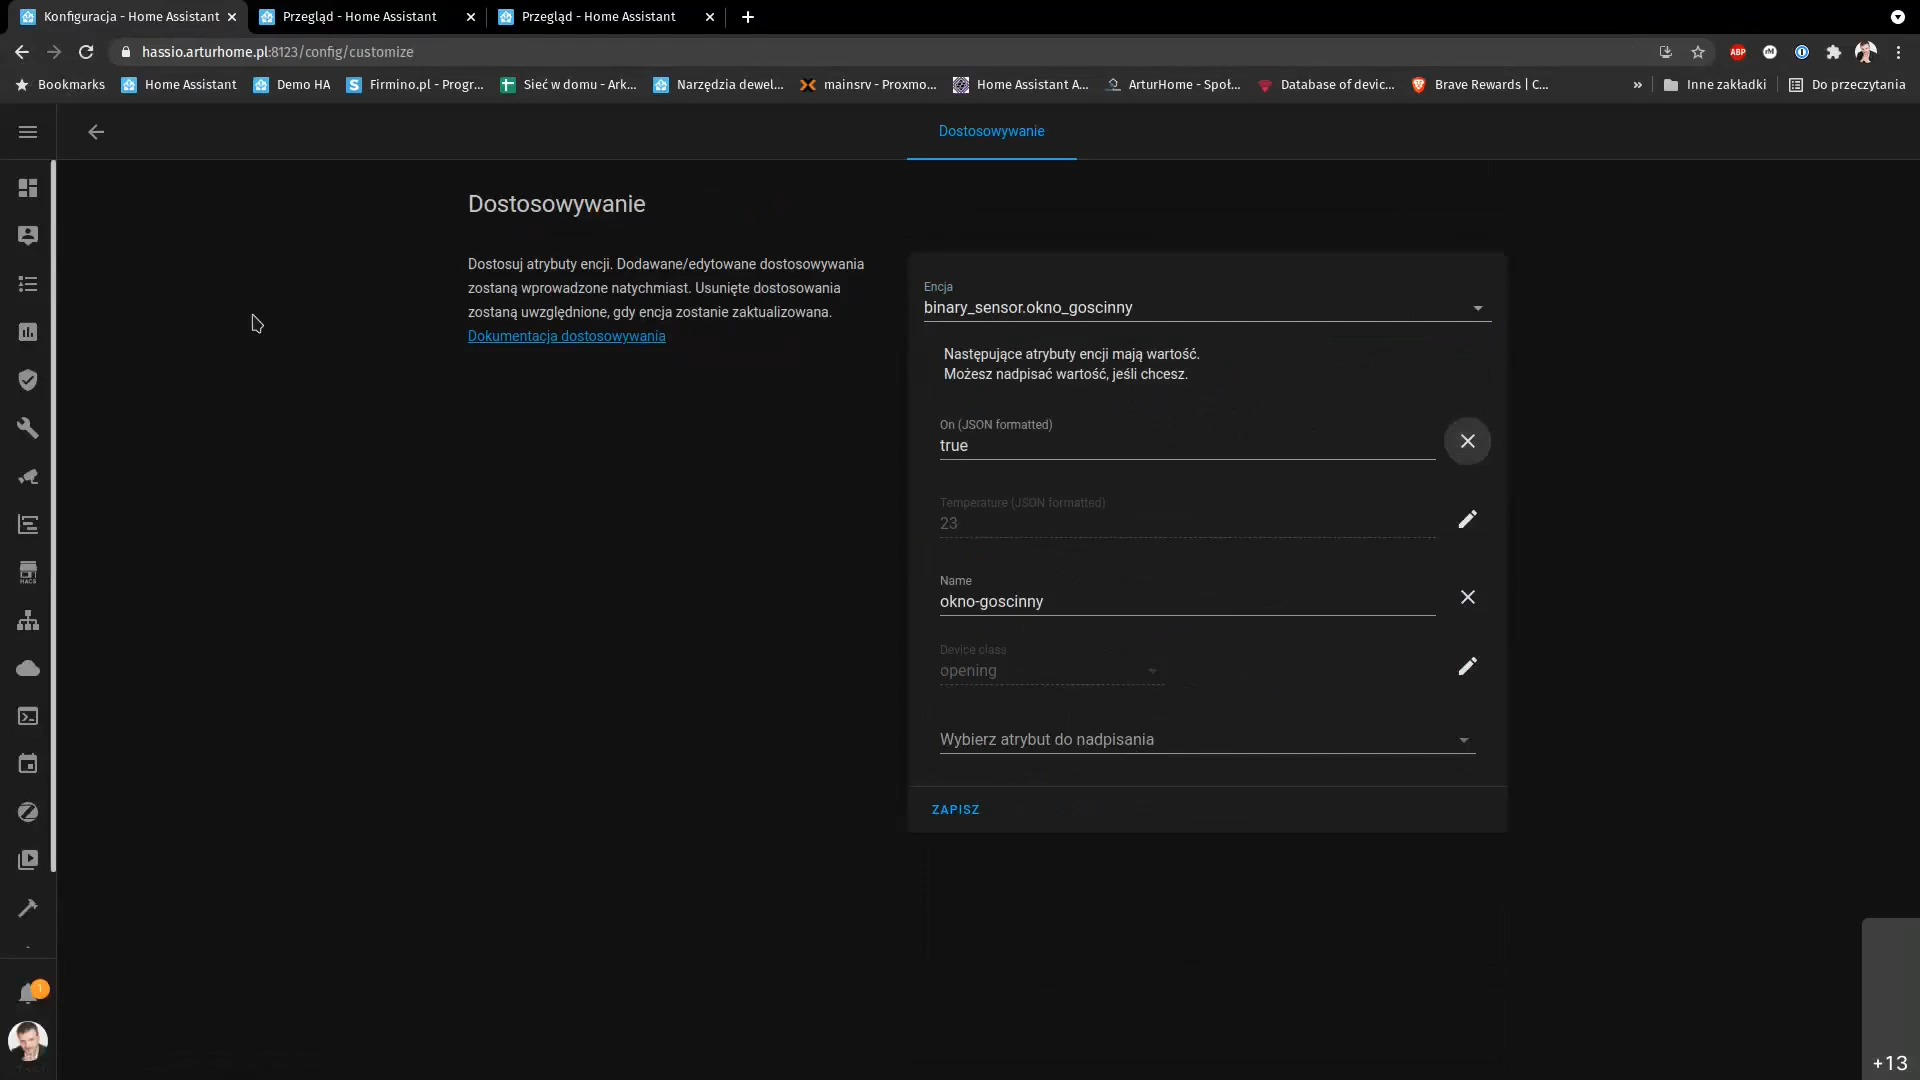 Konfiguracja - Home Assistant
Przegląd - Home Assistant
Przegląd - Home Assistant
hassio.arturhome.pl:8123/config/customize
ABP
Bookmarks
Home Assistant
Demo HA
Firmino.pl - Progr...
Sieć w domu - Ark...
Narzędzia dewel...
mainsrv - Proxmo...
Home Assistant A...
ArturHome - Społ...
Database of devic...
Brave Rewards | C...
»
Inne zakładki
Do przeczytania
Dostosowywanie
Dostosowywanie
Dostosuj atrybuty encji. Dodawane/edytowane dostosowywania
zostaną wprowadzone natychmiast. Usunięte dostosowania
zostaną uwzględnione, gdy encja zostanie zaktualizowana.
Dokumentacja dostosowywania
Encja
binary_sensor.okno_goscinny
Następujące atrybuty encji mają wartość.
Możesz nadpisać wartość, jeśli chcesz.
On (JSON formatted)
true
Temperature (JSON formatted)
23
Name
okno-goscinny
Device class
opening
Wybierz atrybut do nadpisania
ZAPISZ
HACS
1
+13